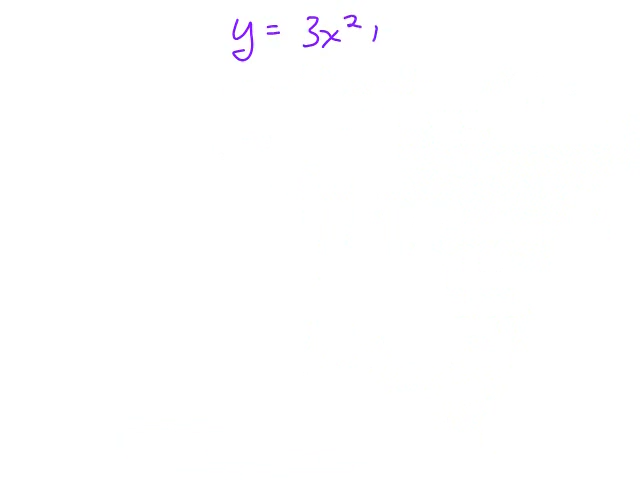 y = 3x²